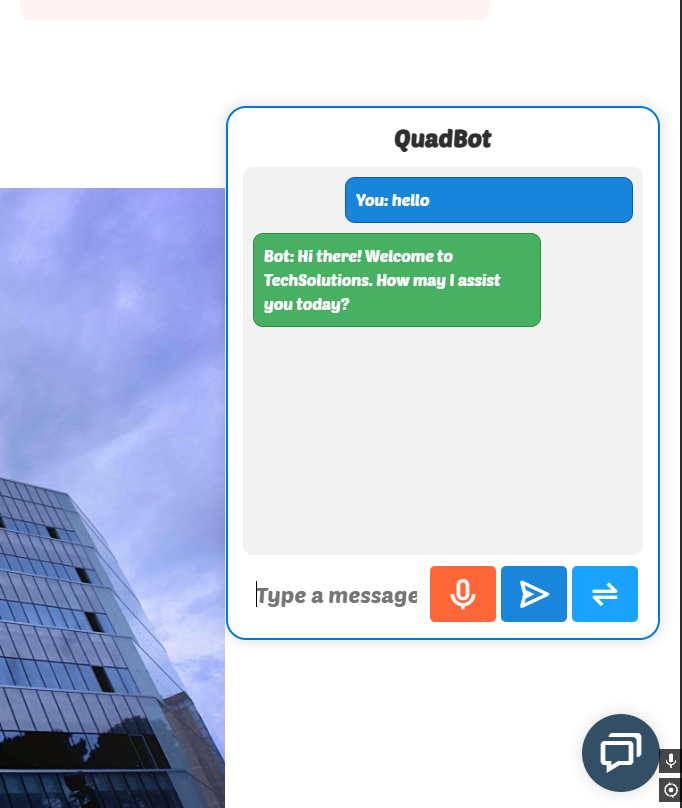 QuadBot
You: hello
Bot: Hi there! Welcome to
TechSolutions. How may I assist
you today?
Type a message